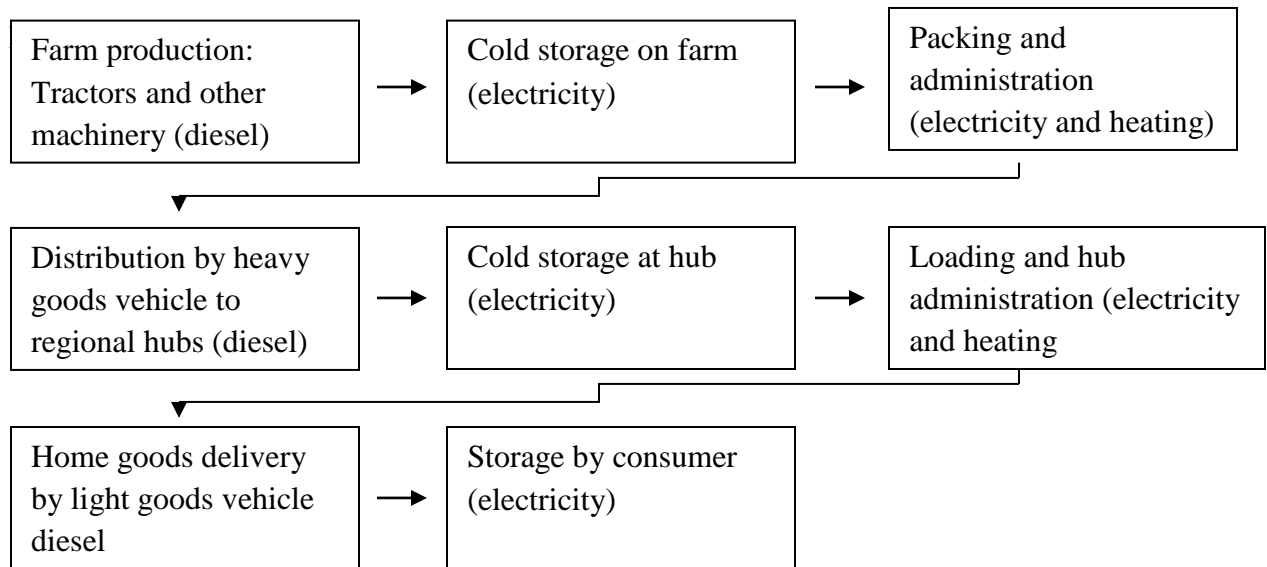 Farm production:
Tractors and other
machinery (diesel)
Cold storage on farm
(electricity)
Packing and
administration
(electricity and heating)
Distribution by heavy
goods vehicle to
regional hubs (diesel)
Cold storage at hub
(electricity)
Loading and hub
administration (electricity
and heating
Home goods delivery
by light goods vehicle
diesel
Storage by consumer
(electricity)